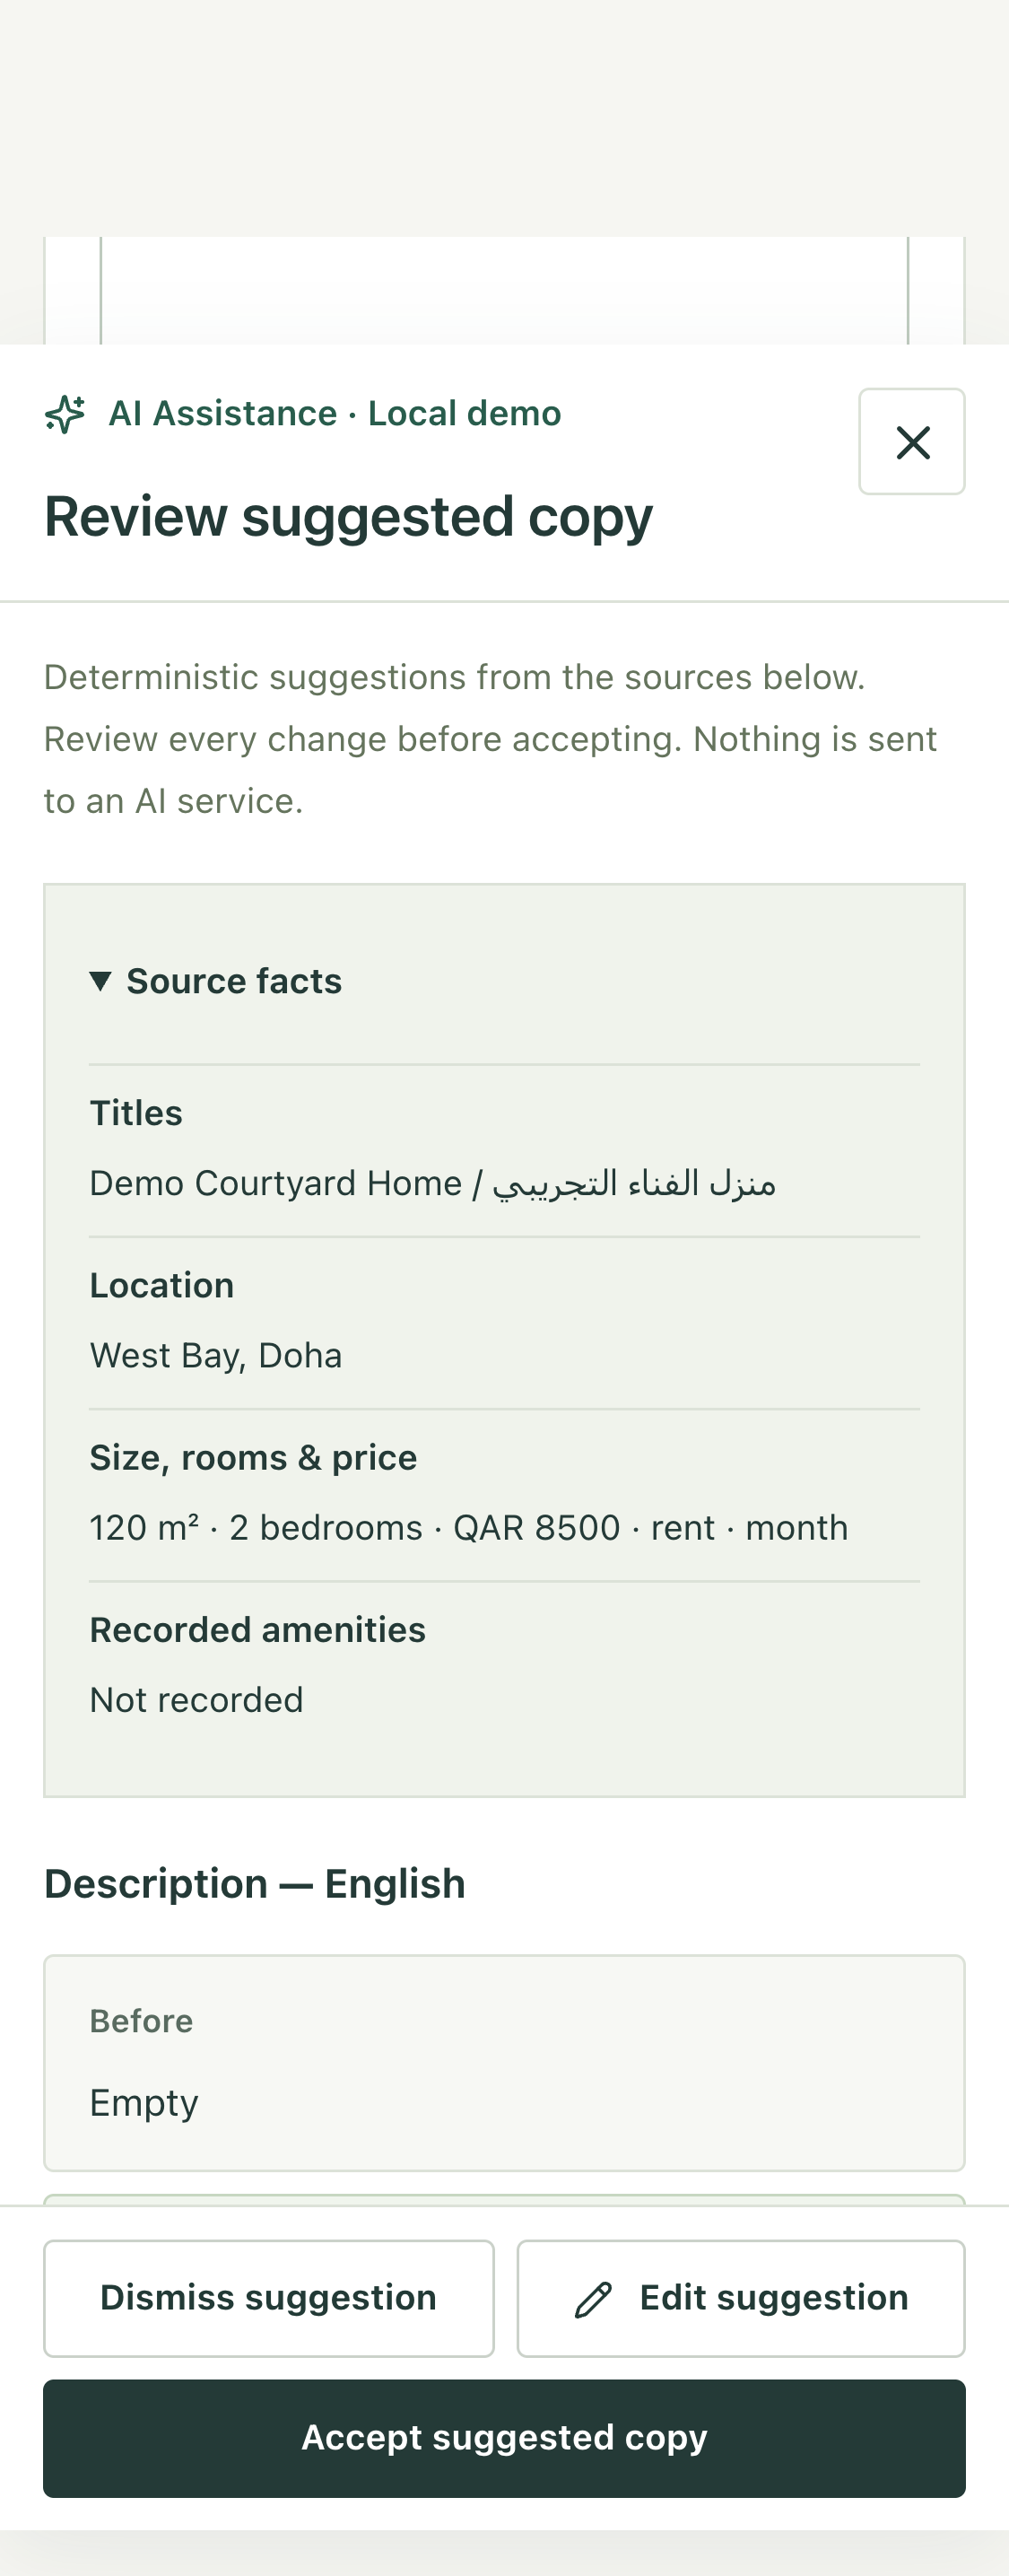 AI Assistance · Local demo
Review suggested copy
Deterministic suggestions from the sources below.
Review every change before accepting. Nothing is sent
to an AI service.
Source facts
Titles
Demo Courtyard Home / منزل الفناء التجريبي
Location
West Bay, Doha
Size, rooms & price
120 m² · 2 bedrooms · QAR 8500 · rent · month
Recorded amenities
Not recorded
Description — English
Before
Empty
Dismiss suggestion
Edit suggestion
Accept suggested copy